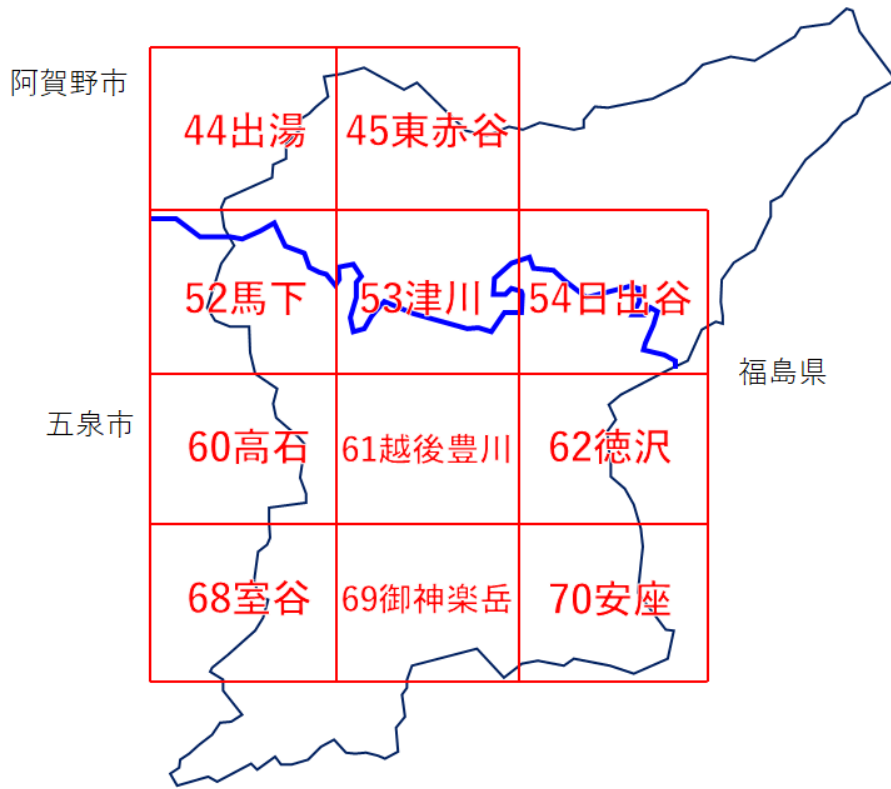 阿賀野市
44出湯
45東赤谷
52馬下
53津川
54日出谷
福島県
五泉市
60高石
61越後豊川
62徳沢
68室谷
69御神楽岳
70安座